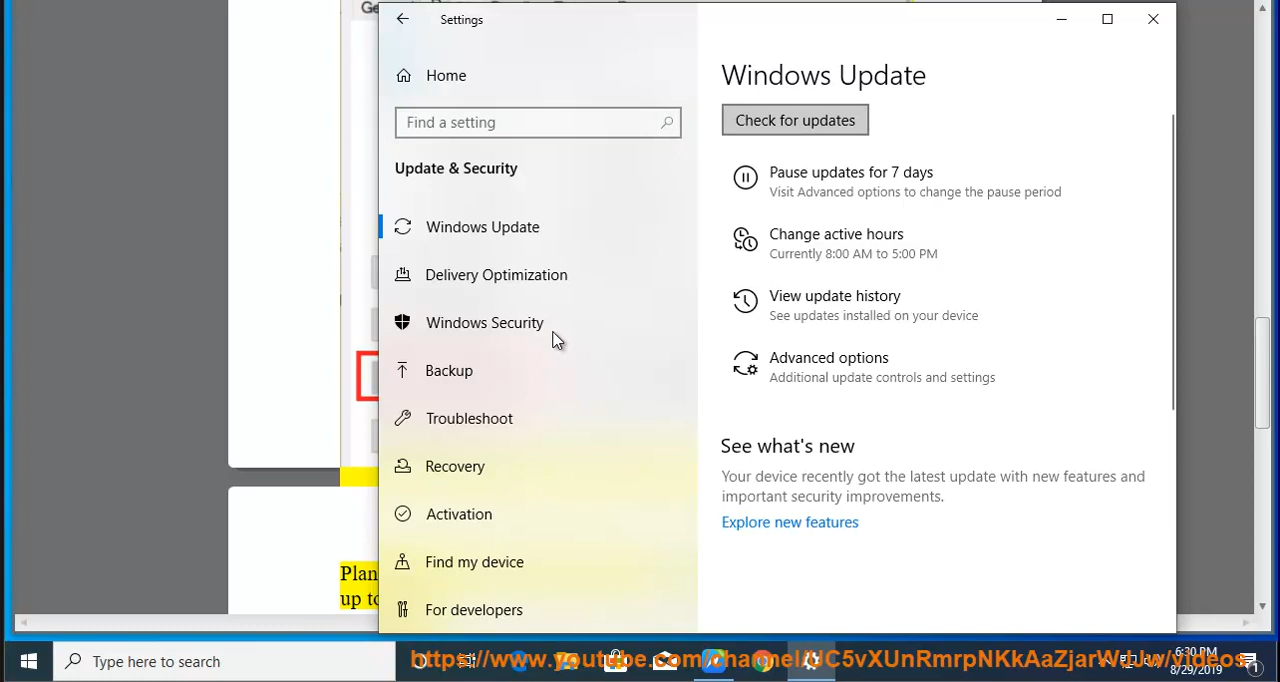 Settings
Home
Find a setting
Update & Security
Windows Update
Delivery Optimization
Windows Security
Backup
Troubleshoot
Recovery
Activation
Find my device
For developers
Windows Update
Check for updates
Pause updates for 7 days
Visit Advanced options to change the pause period
Change active hours
Currently 8:00 AM to 5:00 PM
View update history
See updates installed on your device
Advanced options
Additional update controls and settings
See what's new
Your device recently got the latest update with new features and
important security improvements.
Explore new features
Plan
up to
Type here to search
6:30 PM
8/29/2019
1